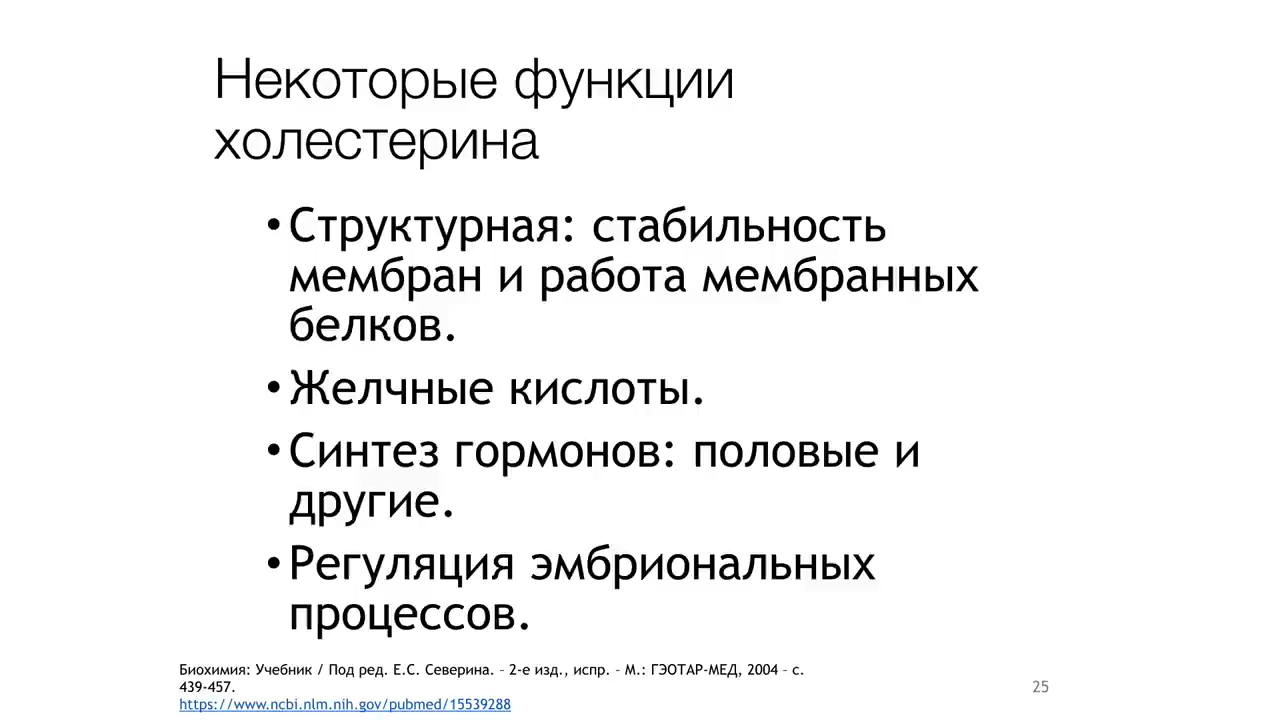 Некоторые функции
холестерина
•Структурная: стабильность
мембран и работа мембранных
белков.
•Желчные кислоты.
•Синтез гормонов: половые и
другие.
•Регуляция эмбриональных
процессов.
Биохимия: Учебник / Под ред. Е.С. Северина. – 2-е изд., испр. – М.: ГЭОТАР-МЕД, 2004 – с.
439-457.
https://www.ncbi.nlm.nih.gov/pubmed/15539288
25